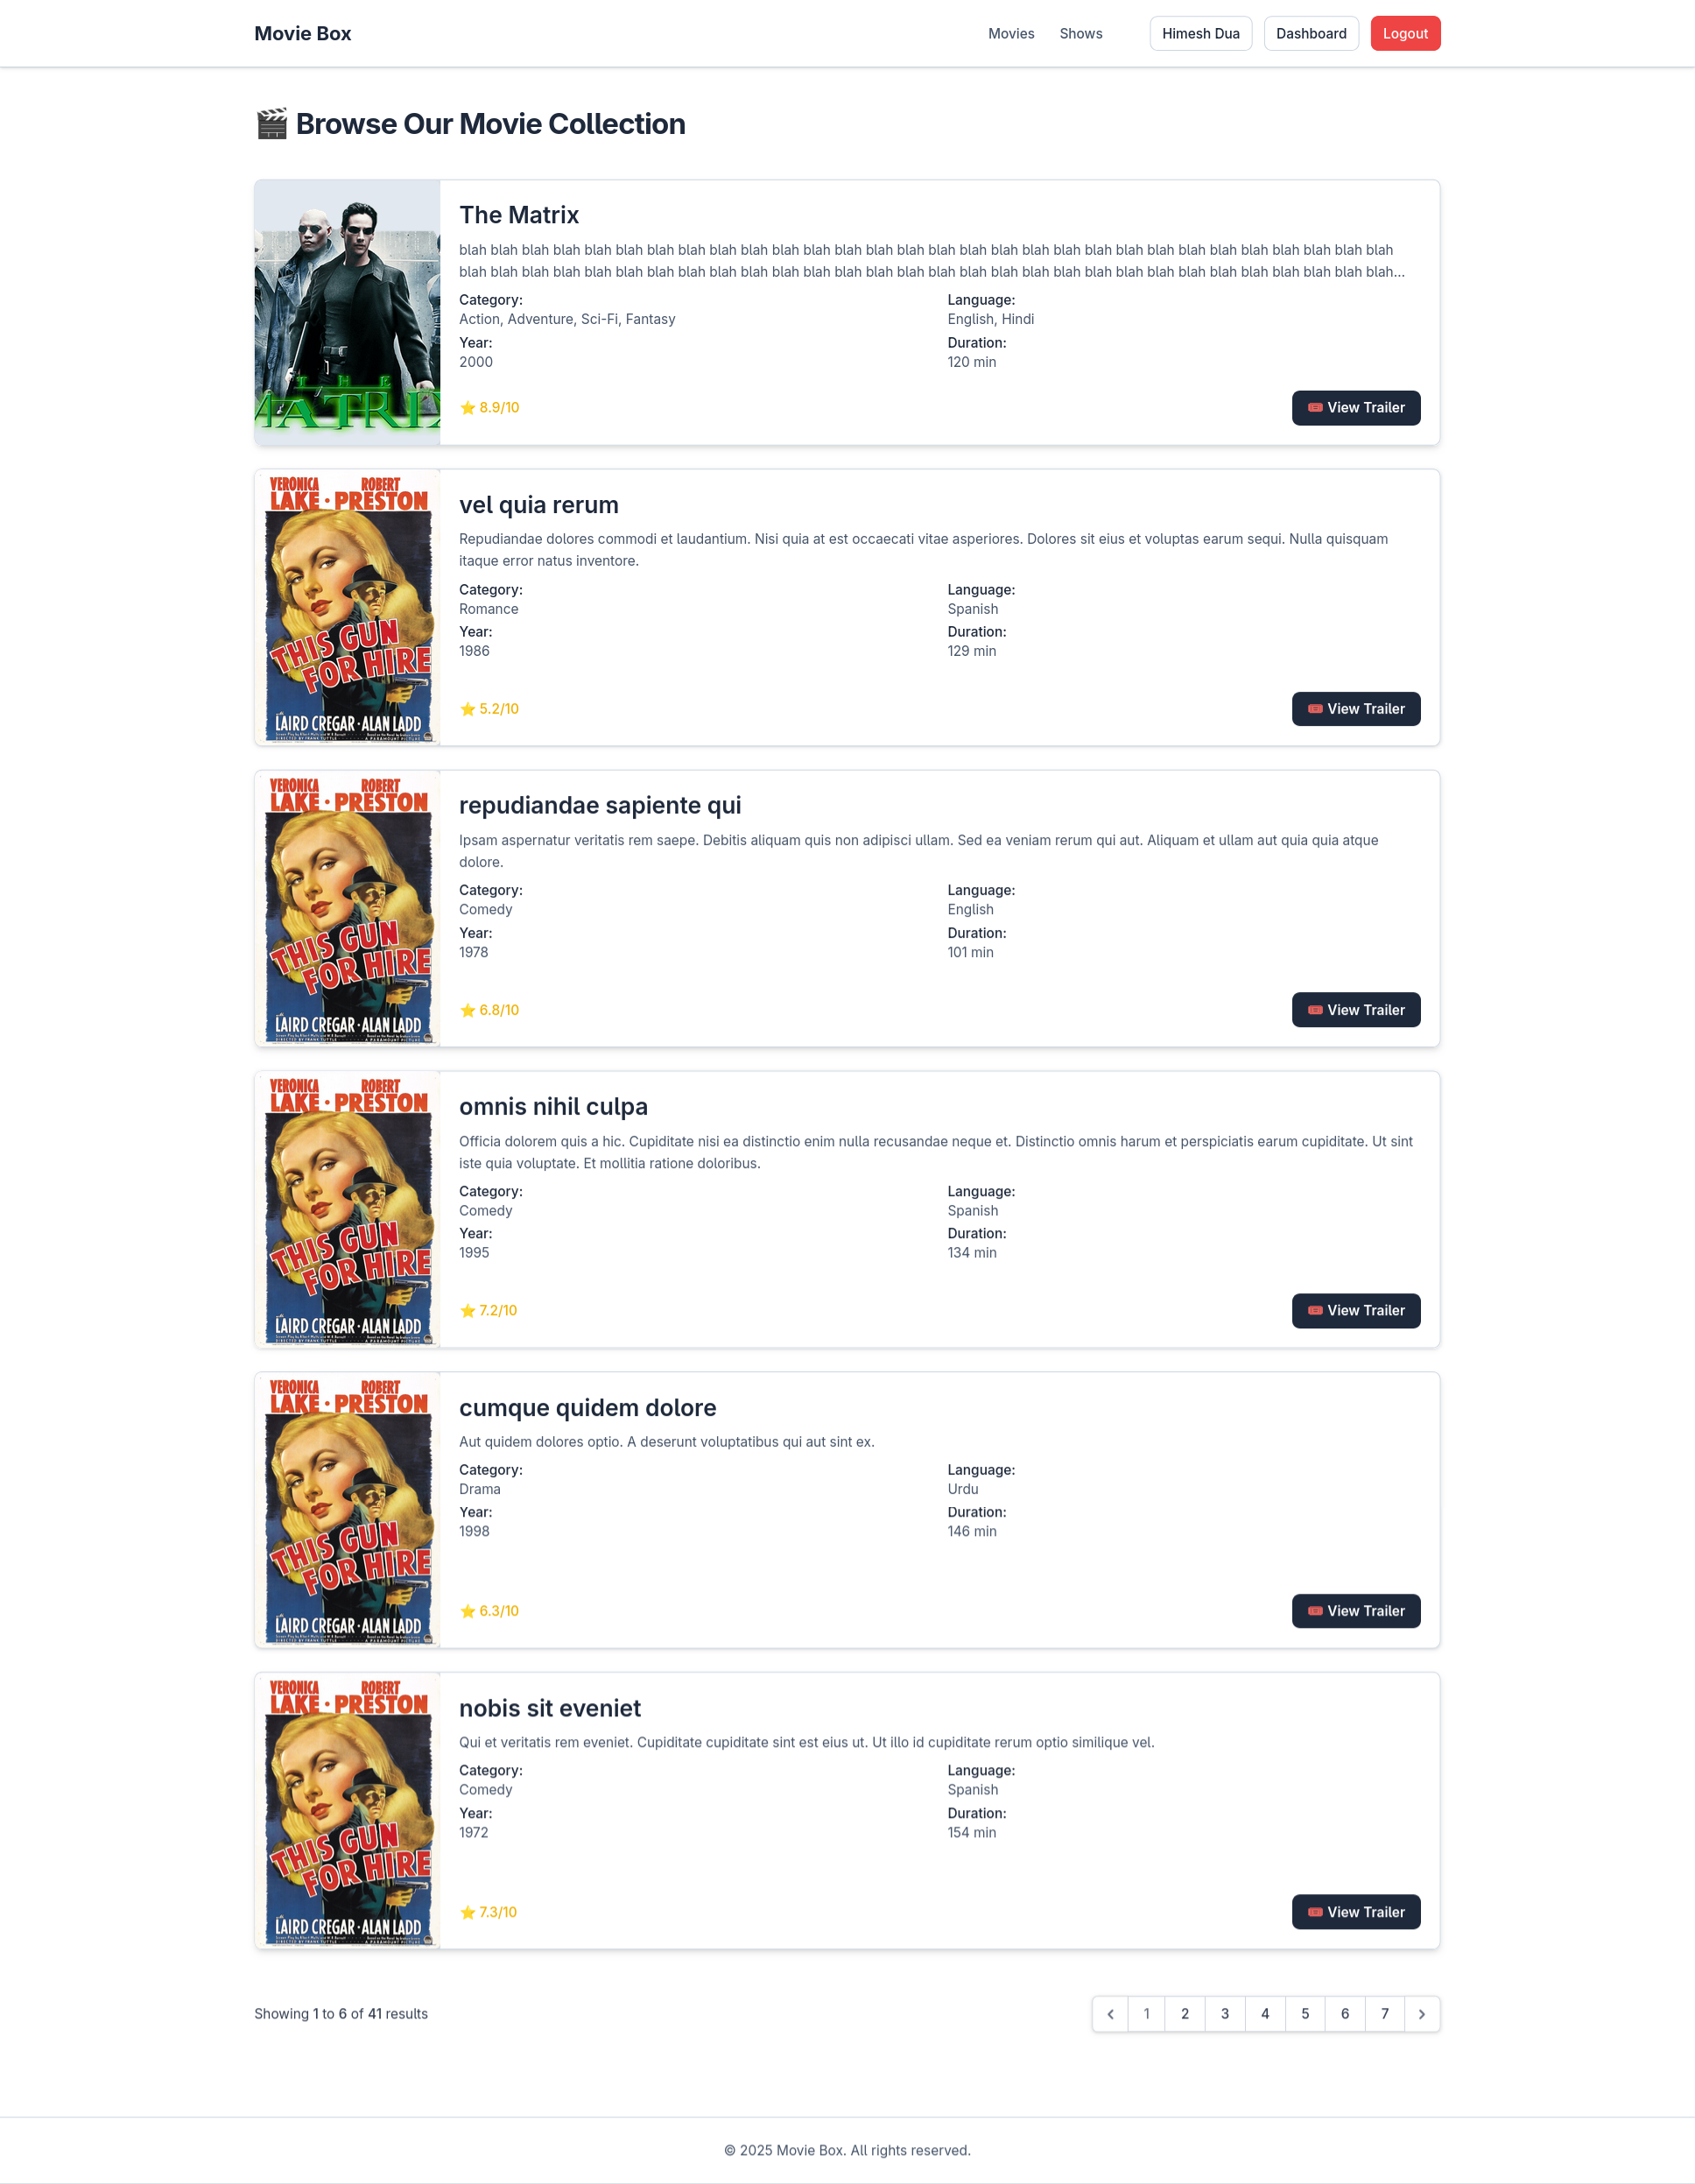 Movie Box
Movies
Shows
Himesh Dua
Dashboard
Logout
Browse Our Movie Collection
THE
MATRIX
The Matrix
blah blah blah blah blah blah blah blah blah blah blah blah blah blah blah blah blah blah blah blah blah blah blah blah blah blah blah blah blah blah
blah blah blah blah blah blah blah blah blah blah blah blah blah blah blah blah blah blah blah blah blah blah blah blah blah blah blah blah blah blah...
Category:
Action, Adventure, Sci-Fi, Fantasy
Language:
English, Hindi
Year:
2000
Duration:
120 min
⭐ 8.9/10
View Trailer
VERONICA ROBERT
LAKE · PRESTON
THIS GUN
FOR HIRE
LAIRD CREGAR · ALAN LADD
vel quia rerum
Repudiandae dolores commodi et laudantium. Nisi quia at est occaecati vitae asperiores. Dolores sit eius et voluptas earum sequi. Nulla quisquam
itaque error natus inventore.
Category:
Romance
Language:
Spanish
Year:
1986
Duration:
129 min
⭐ 5.2/10
View Trailer
VERONICA ROBERT
LAKE · PRESTON
THIS GUN
FOR HIRE
LAIRD CREGAR · ALAN LADD
repudiandae sapiente qui
Ipsam aspernatur veritatis rem saepe. Debitis aliquam quis non adipisci ullam. Sed ea veniam rerum qui aut. Aliquam et ullam aut quia quia atque
dolore.
Category:
Comedy
Language:
English
Year:
1978
Duration:
101 min
⭐ 6.8/10
View Trailer
VERONICA ROBERT
LAKE · PRESTON
THIS GUN
FOR HIRE
LAIRD CREGAR · ALAN LADD
omnis nihil culpa
Officia dolorem quis a hic. Cupiditate nisi ea distinctio enim nulla recusandae neque et. Distinctio omnis harum et perspiciatis earum cupiditate. Ut sint
iste quia voluptate. Et mollitia ratione doloribus.
Category:
Comedy
Language:
Spanish
Year:
1995
Duration:
134 min
⭐ 7.2/10
View Trailer
VERONICA ROBERT
LAKE · PRESTON
THIS GUN
FOR HIRE
LAIRD CREGAR · ALAN LADD
cumque quidem dolore
Aut quidem dolores optio. A deserunt voluptatibus qui aut sint ex.
Category:
Drama
Language:
Urdu
Year:
1998
Duration:
146 min
⭐ 6.3/10
View Trailer
VERONICA ROBERT
LAKE · PRESTON
THIS GUN
FOR HIRE
LAIRD CREGAR · ALAN LADD
nobis sit eveniet
Qui et veritatis rem eveniet. Cupiditate cupiditate sint est eius ut. Ut illo id cupiditate rerum optio similique vel.
Category:
Comedy
Language:
Spanish
Year:
1972
Duration:
154 min
⭐ 7.3/10
View Trailer
Showing 1 to 6 of 41 results
1 2 3 4 5 6 7
© 2025 Movie Box. All rights reserved.